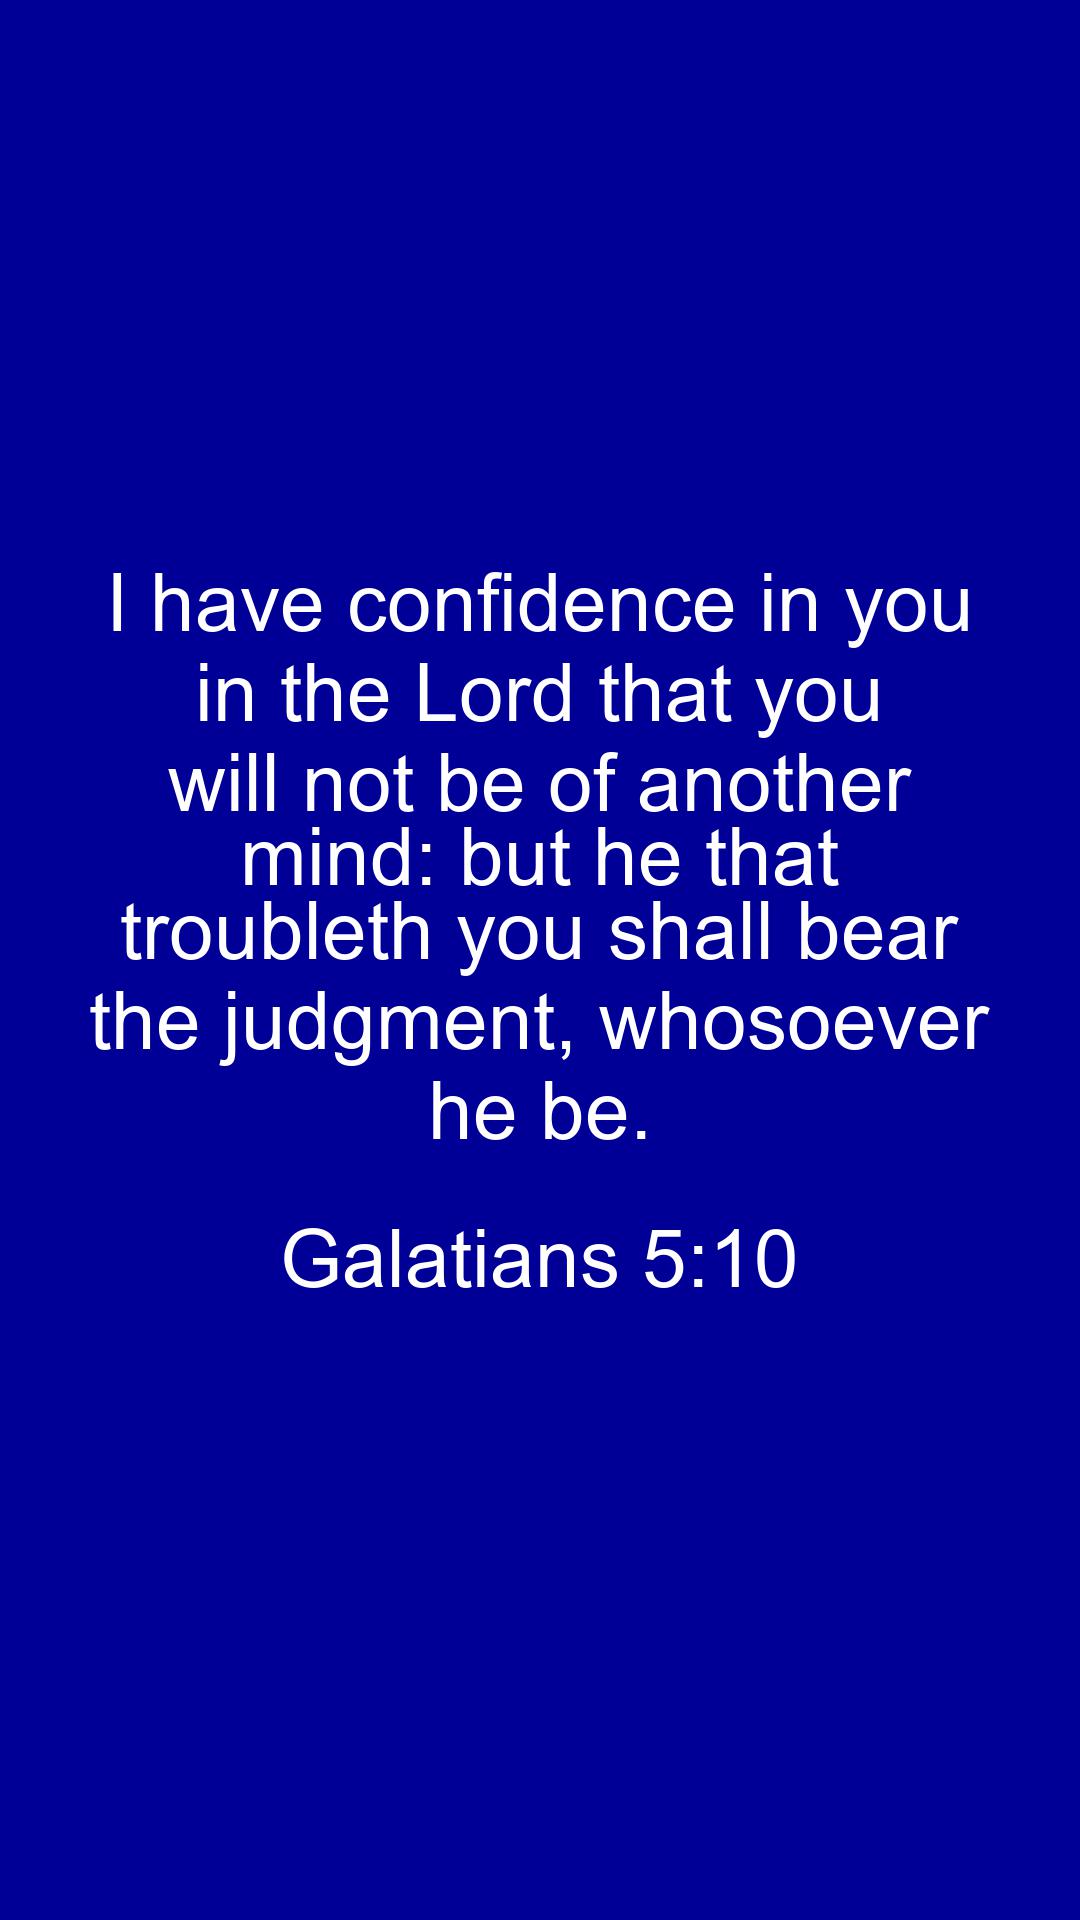 I have confidence in you
in the Lord that you
will not be of another
mind: but he that
troubleth you shall bear
the judgment, whosoever
he be.
Galatians 5:10